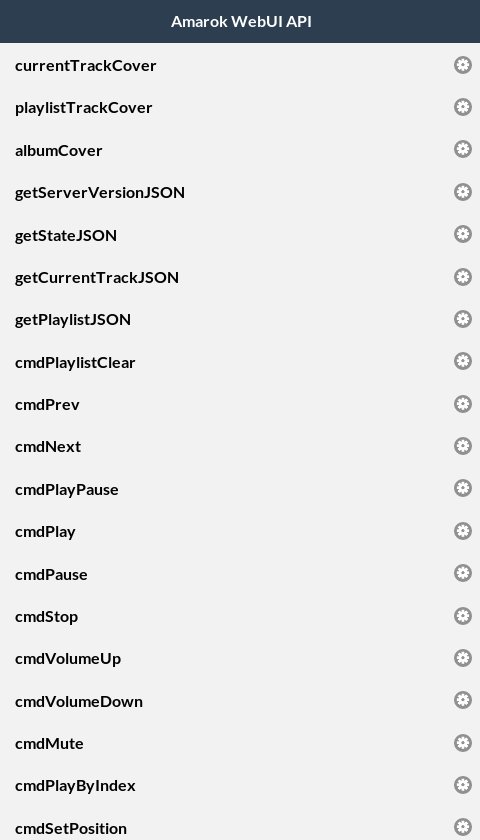 Amarok WebUI API
currentTrackCover
playlistTrackCover
albumCover
getServerVersionJSON
getStateJSON
getCurrentTrackJSON
getPlaylistJSON
cmdPlaylistClear
cmdPrev
cmdNext
cmdPlayPause
cmdPlay
cmdPause
cmdStop
cmdVolumeUp
cmdVolumeDown
cmdMute
cmdPlayByIndex
cmdSetPosition